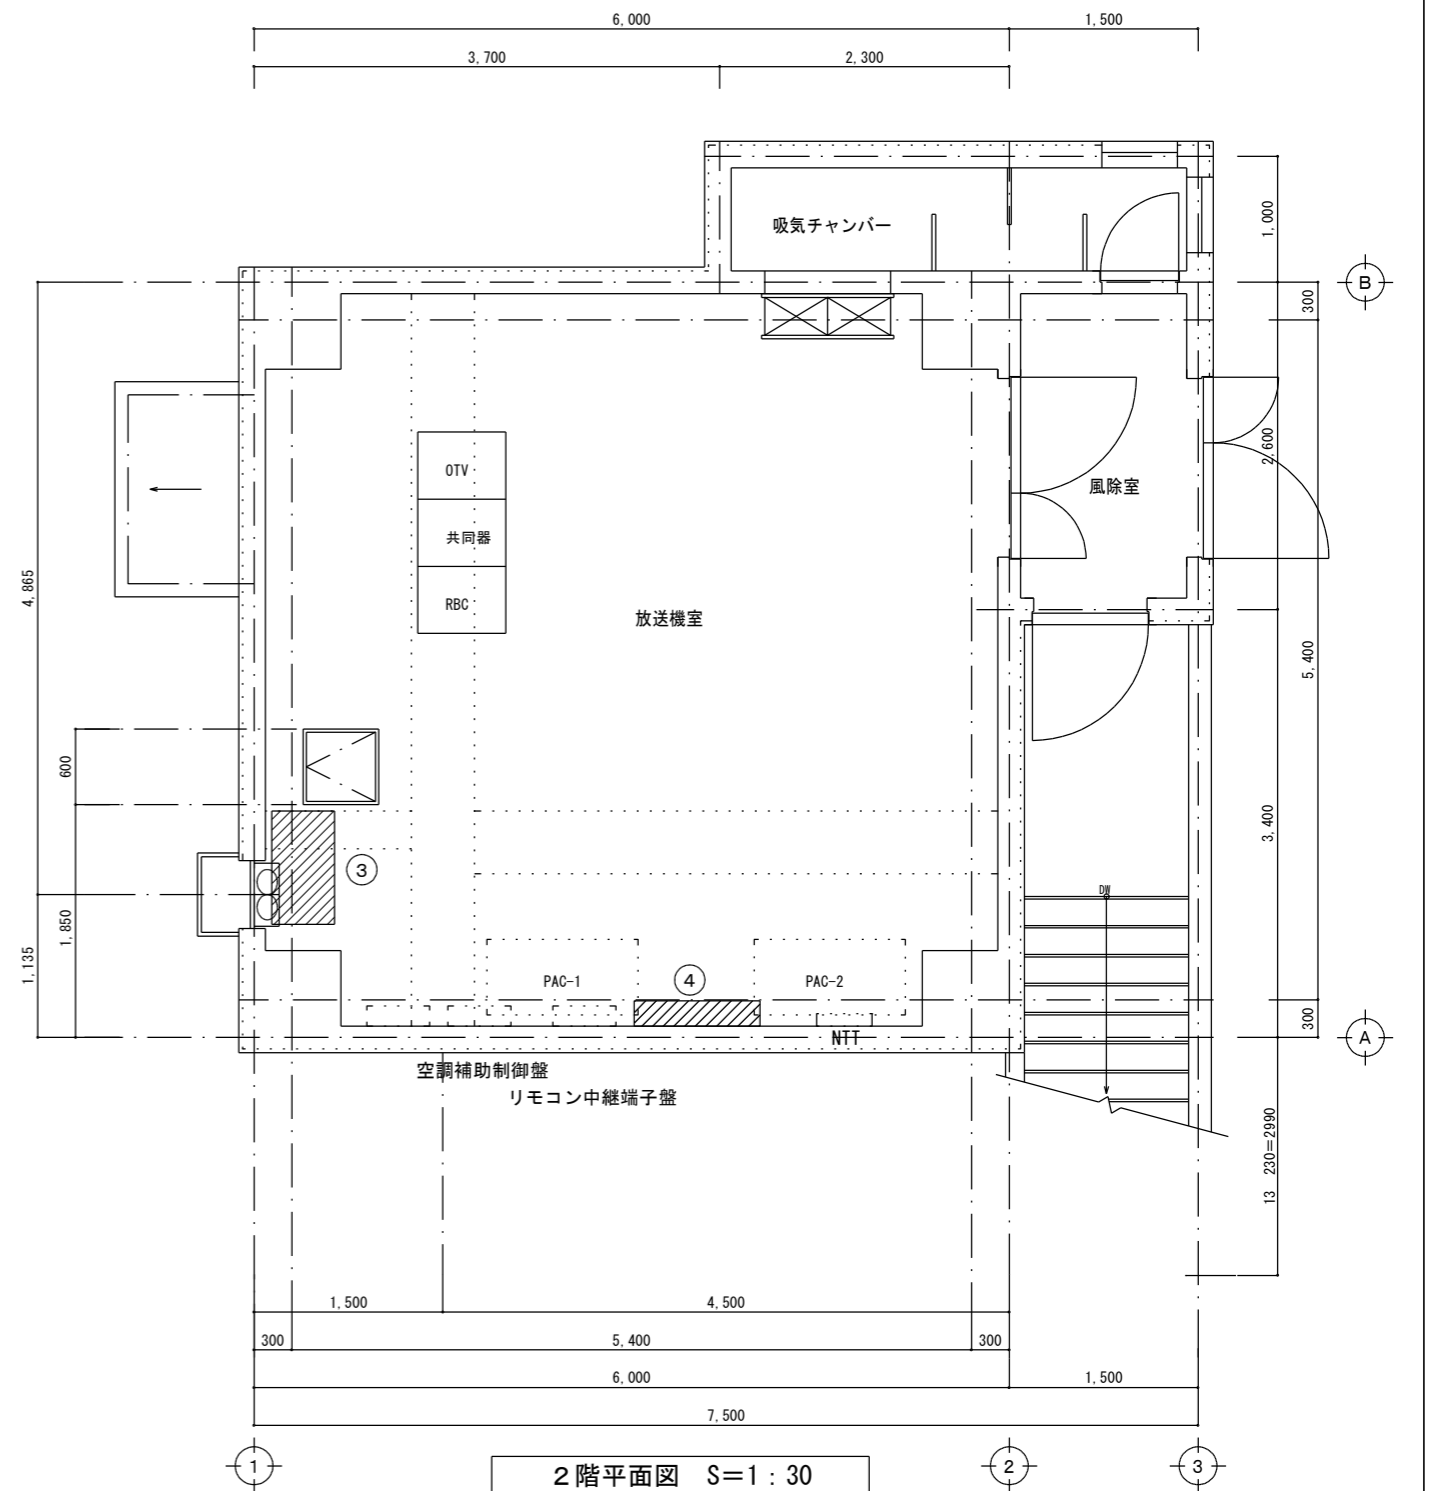 6,000
1,500
3,700
2,300
吸気チャンバー
1,000
B
300
OTV
2,600
風除室
共同器
4,865
RBC
放送機室
5,400
600
3,400
3
DW
1,850
1,135
PAC-1
4
PAC-2
300
NTT
A
空調補助制御盤
リモコン中継端子盤
13 230=2990
1,500
4,500
300
5,400
300
6,000
1,500
7,500
1
2階平面図 S=1:30
2
3